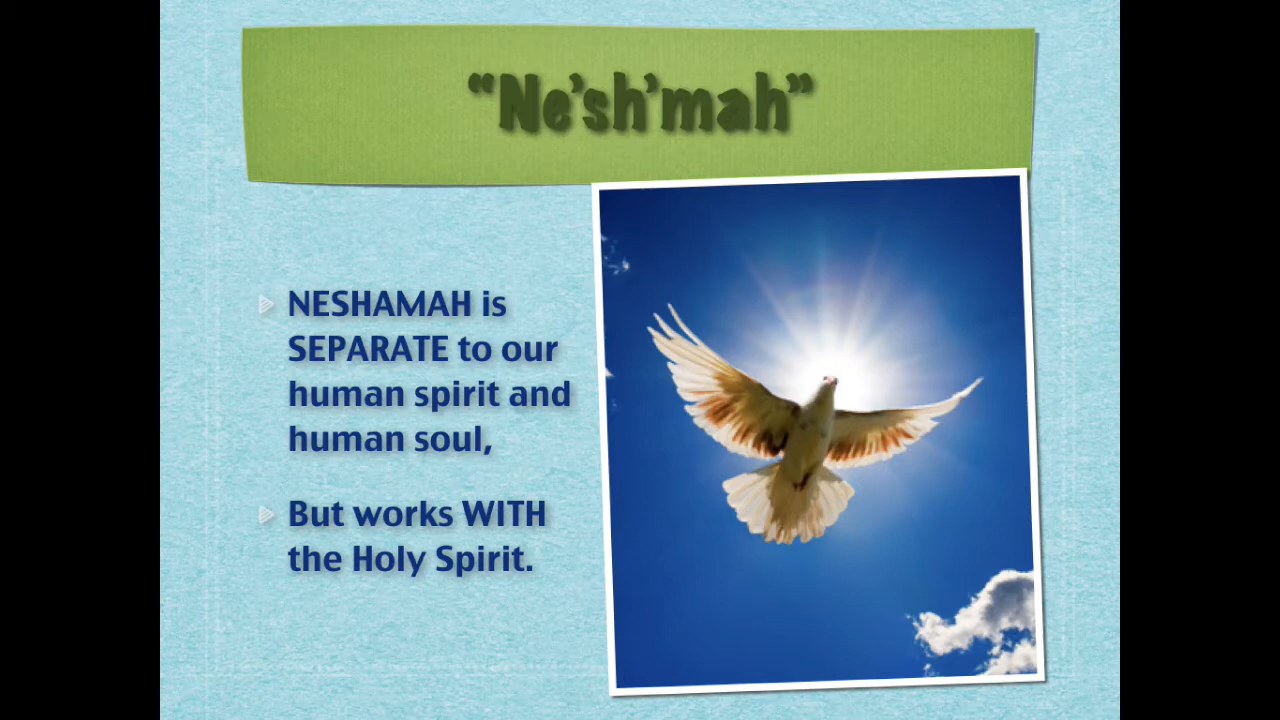 “Ne’sh’mah”
NESHAMAH is
SEPARATE to our
human spirit and
human soul,
But works WITH
the Holy Spirit.